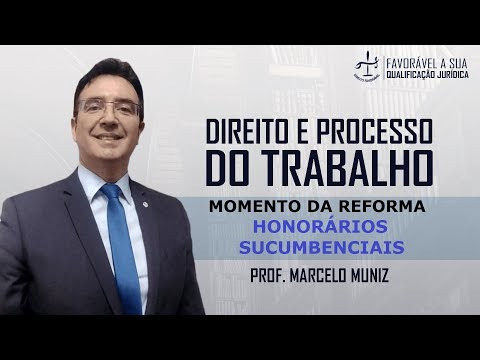 FAVORÁVEL A SUA
QUALIFICAÇÃO JURÍDICA
DIREITO E PROCESSO
DO TRABALHO
MOMENTO DA REFORMA
HONORÁRIOS
SUCUMBENCIAIS
PROF. MARCELO MUNIZ